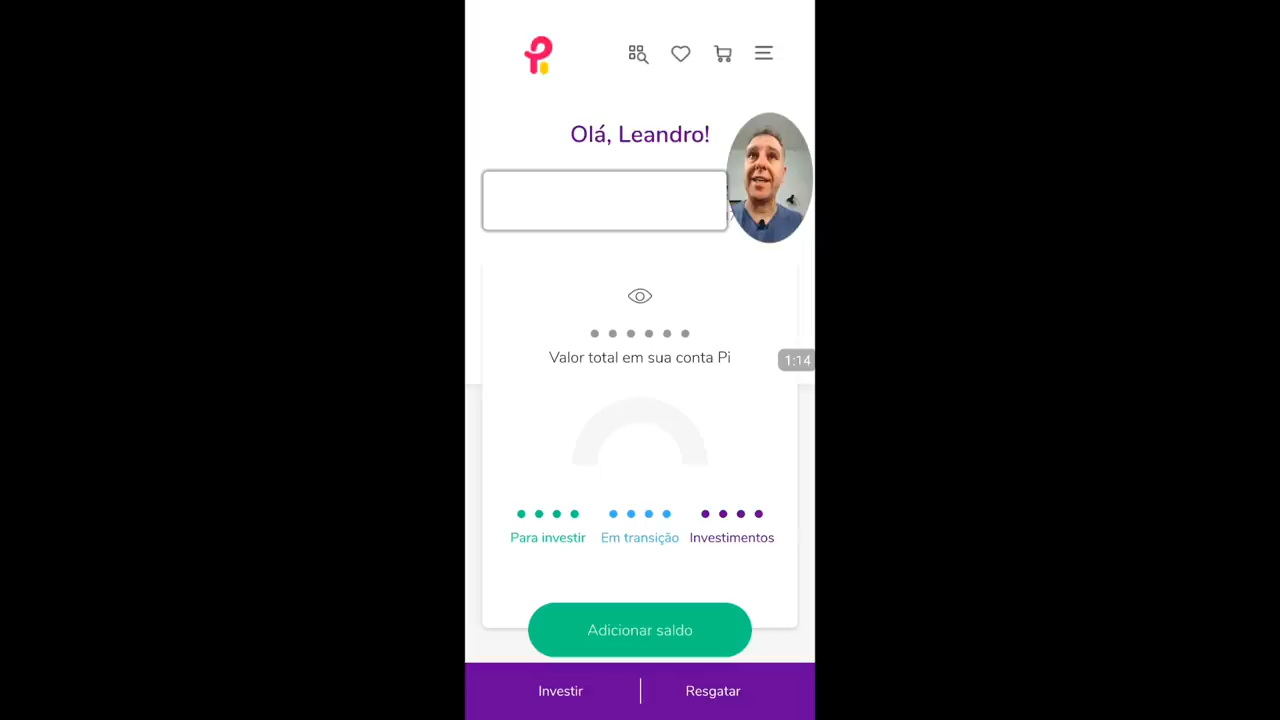 Pi
Olá, Leandro!
Valor total em sua conta Pi
1:14
Para investir
Em transição
Investimentos
Adicionar saldo
Investir
Resgatar